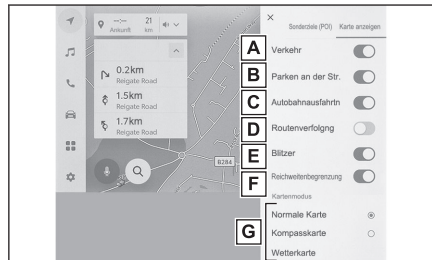 --:-- 21
Ankunft km
0.2km
Reigate Road
1.5km
Reigate Road
1.7km
Reigate Road
B284
Sonderziele (POI) Karte anzeigen
A Verkehr
B Parken an der Str.
C Autobahnausfahrtn
D Routenverfolgng
E Blitzer
F Reichweitenbegrenzung
Kartenmodus
G
Normale Karte
Kompasskarte
Wetterkarte